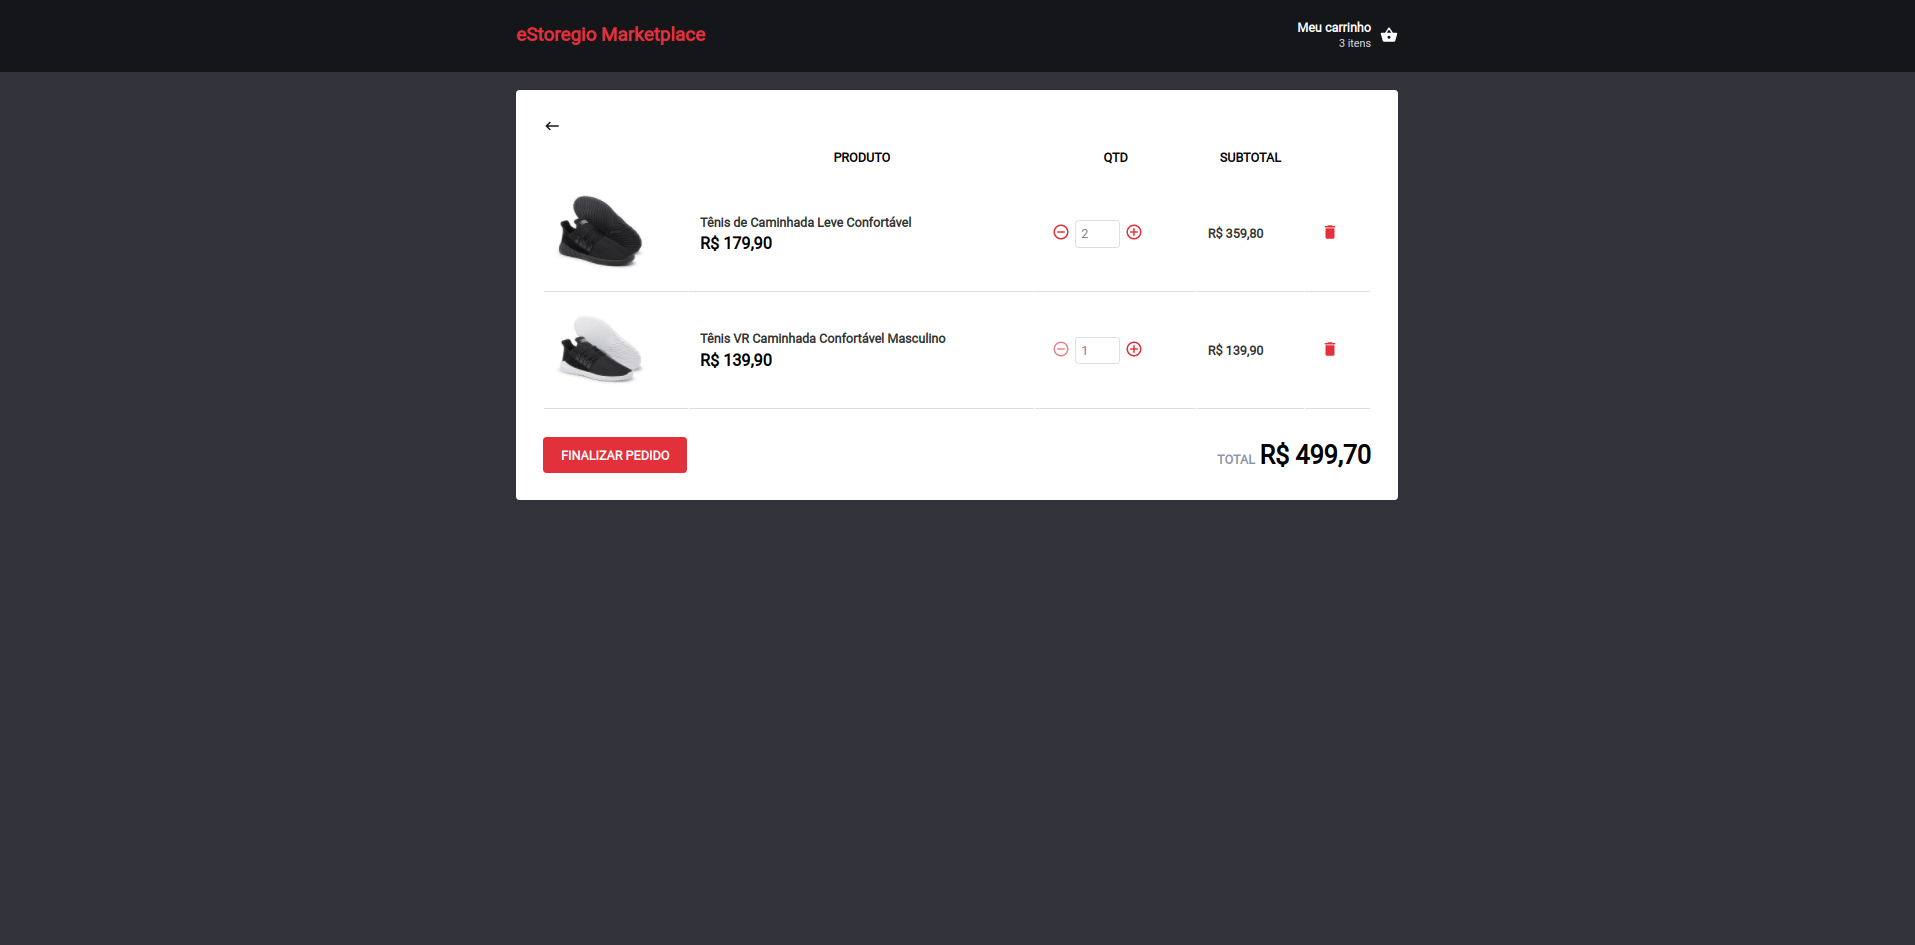 eStoregio Marketplace
Meu carrinho
3 itens
PRODUTO QTD SUBTOTAL
Tênis de Caminhada Leve Confortável
R$ 179,90
2
R$ 359,80
Tênis VR Caminhada Confortável Masculino
R$ 139,90
1
R$ 139,90
FINALIZAR PEDIDO
TOTAL R$ 499,70